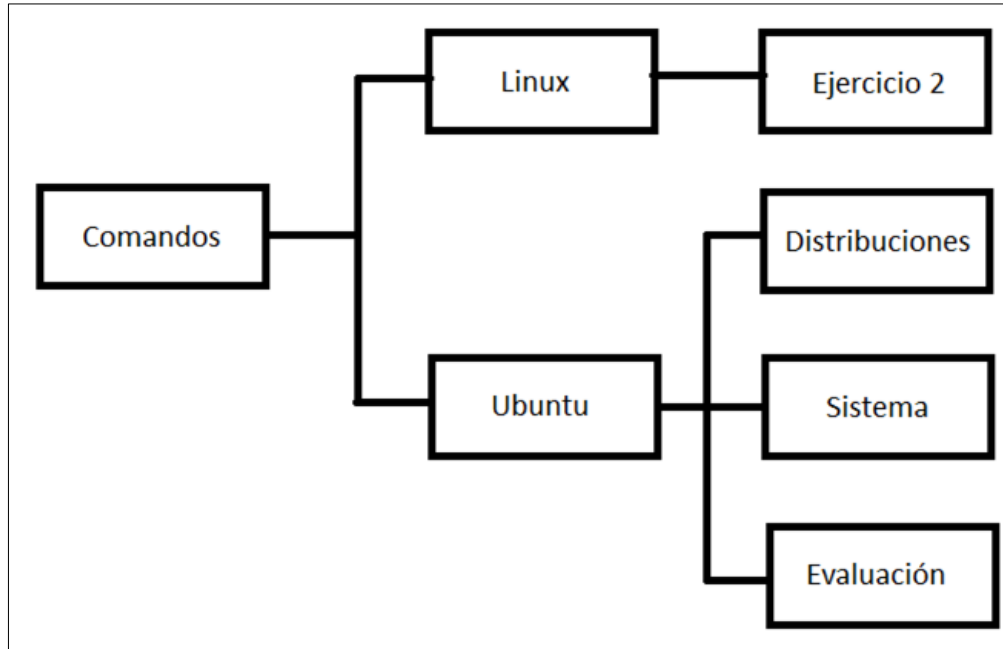 Linux
Ejercicio 2
Comandos
Distribuciones
Ubuntu
Sistema
Evaluación